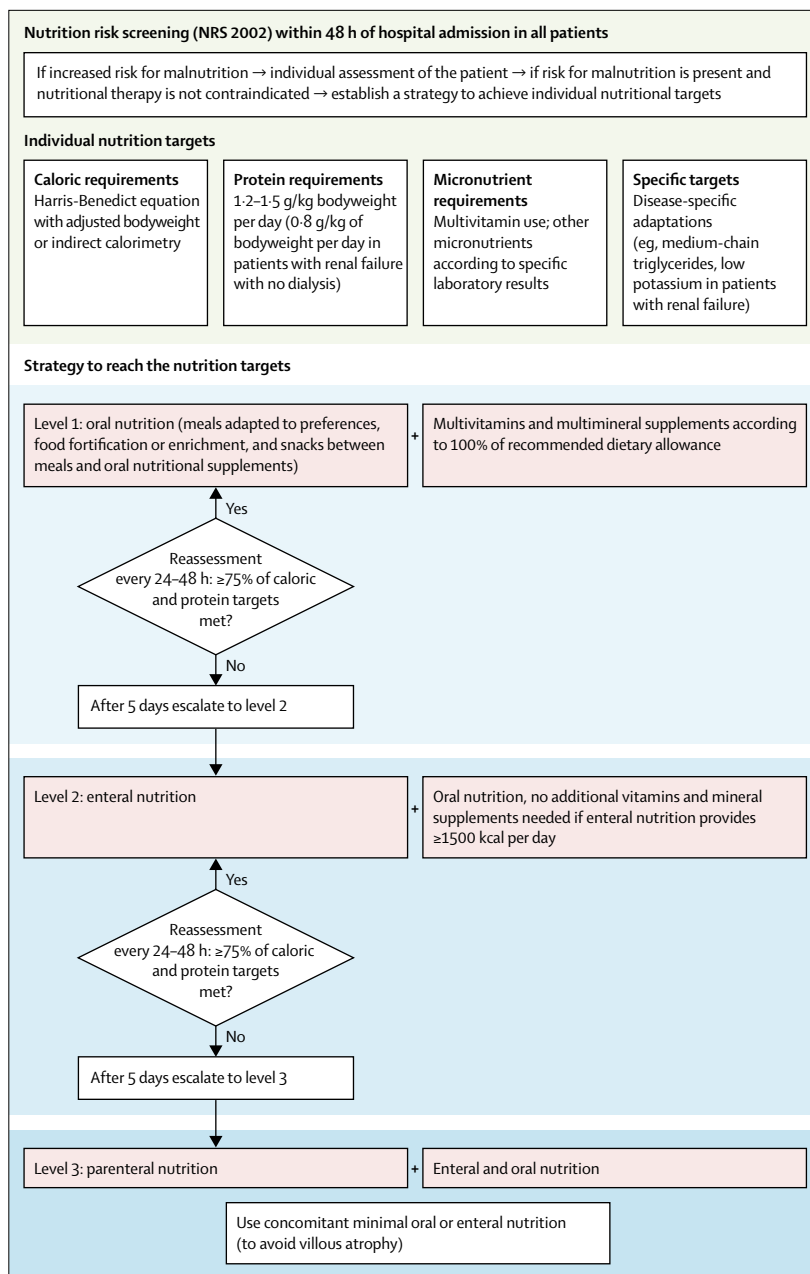 Nutrition risk screening (NRS 2002) within 48 h of hospital admission in all patients
If increased risk for malnutrition → individual assessment of the patient → if risk for malnutrition is present and
nutritional therapy is not contraindicated → establish a strategy to achieve individual nutritional targets
Individual nutrition targets
Caloric requirements
Harris-Benedict equation
with adjusted bodyweight
or indirect calorimetry
Protein requirements
1·2–1·5 g/kg bodyweight
per day (0·8 g/kg of
bodyweight per day in
patients with renal failure
with no dialysis)
Micronutrient
requirements
Multivitamin use; other
micronutrients
according to specific
laboratory results
Specific targets
Disease-specific
adaptations
(eg, medium-chain
triglycerides, low
potassium in patients
with renal failure)
Strategy to reach the nutrition targets
Level 1: oral nutrition (meals adapted to preferences,
food fortification or enrichment, and snacks between
meals and oral nutritional supplements)
+
Multivitamins and multimineral supplements according
to 100% of recommended dietary allowance
Yes
Reassessment
every 24–48 h: ≥75% of caloric
and protein targets
met?
No
After 5 days escalate to level 2
Level 2: enteral nutrition
+
Oral nutrition, no additional vitamins and mineral
supplements needed if enteral nutrition provides
≥1500 kcal per day
Yes
Reassessment
every 24–48 h: ≥75% of caloric
and protein targets
met?
No
After 5 days escalate to level 3
Level 3: parenteral nutrition
+
Enteral and oral nutrition
Use concomitant minimal oral or enteral nutrition
(to avoid villous atrophy)